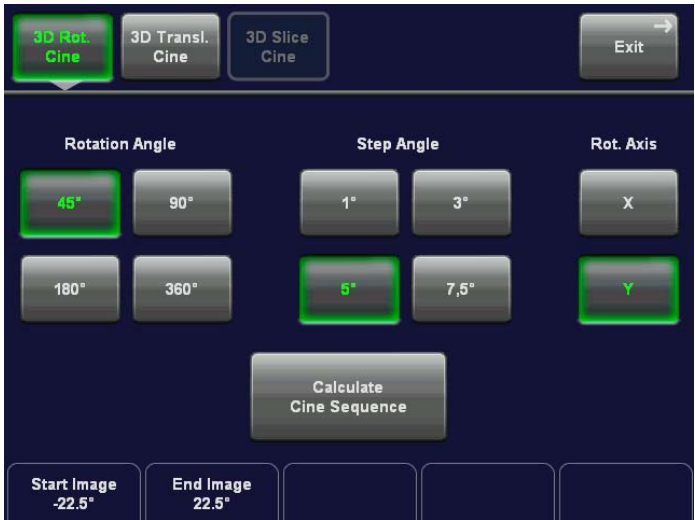 3D Rot.
Cine
3D Transl.
Cine
3D Slice
Cine
Exit
Rotation Angle
Step Angle
Rot. Axis
45°
90°
1°
3°
X
180°
360°
5°
7,5°
Y
Calculate
Cine Sequence
Start Image
-22.5°
End Image
22.5°